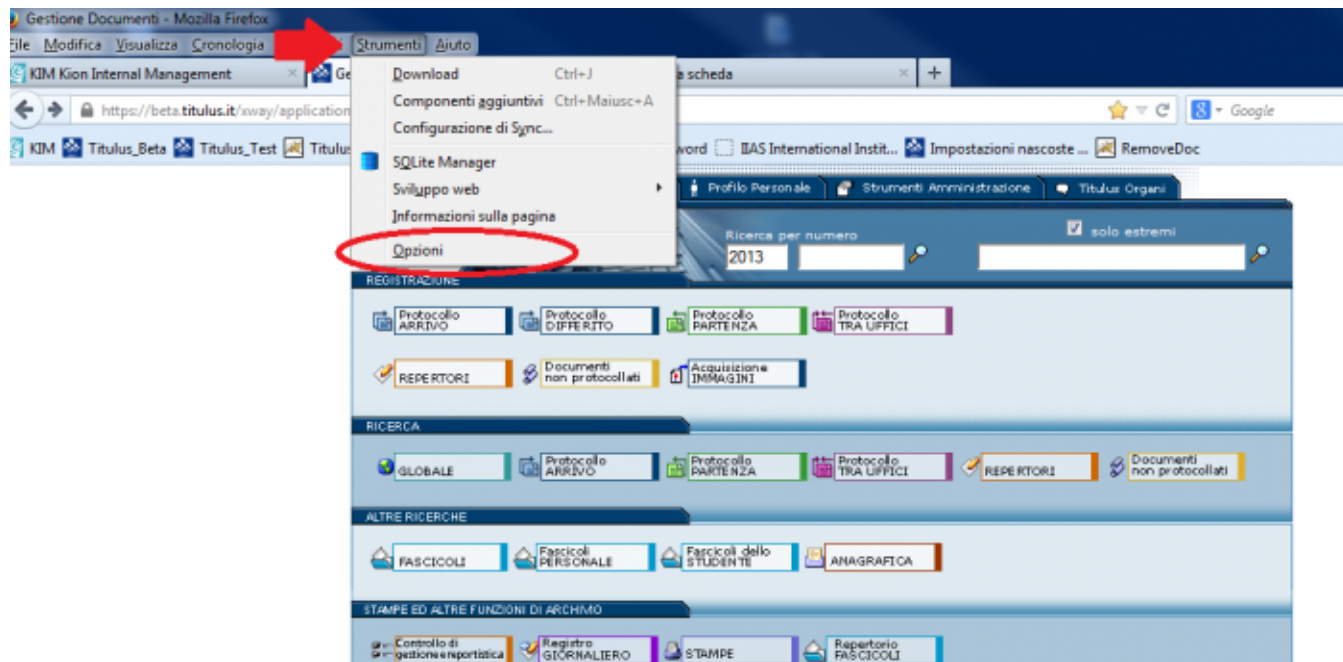 Gestione Documenti - Mozilla Firefox
File Modifica Visualizza Cronologia Strumenti Aiuto
KIM Kion Internal Management × Ge a scheda × +
https://beta.titulus.it/xway/application Google
KIM Titulus_Beta Titulus_Test Titulus word IIAS International Instit... Impostazioni nascoste ... RemoveDoc
Download Ctrl+J
Componenti aggiuntivi Ctrl+Maiusc+A
Configurazione di Sync...
SQLite Manager
Sviluppo web
Informazioni sulla pagina
Opzioni
Profilo Personale Strumenti Amministrazione Titulus Organi
Ricerca per numero solo estremi
2013
REGISTRAZIONE
Protocollo ARRIVO Protocollo DIFFERITO Protocollo PARTENZA Protocollo TRA UFFICI
REPERTORI Documenti non protocollati Acquisizione IMMAGINI
RICERCA
GLOBALE Protocollo ARRIVO Protocollo PARTENZA Protocollo TRA UFFICI REPERTORI Documenti non protocollati
ALTRE RICERCHE
FASCICOLI Fascicoli PERSONALE Fascicoli dello STUDENTE ANAGRAFICA
STAMPE ED ALTRE FUNZIONI DI ARCHIVIO
Controllo di gestione e reportistica Registro GIORNALIERO STAMPE Repertorio FASCICOLI